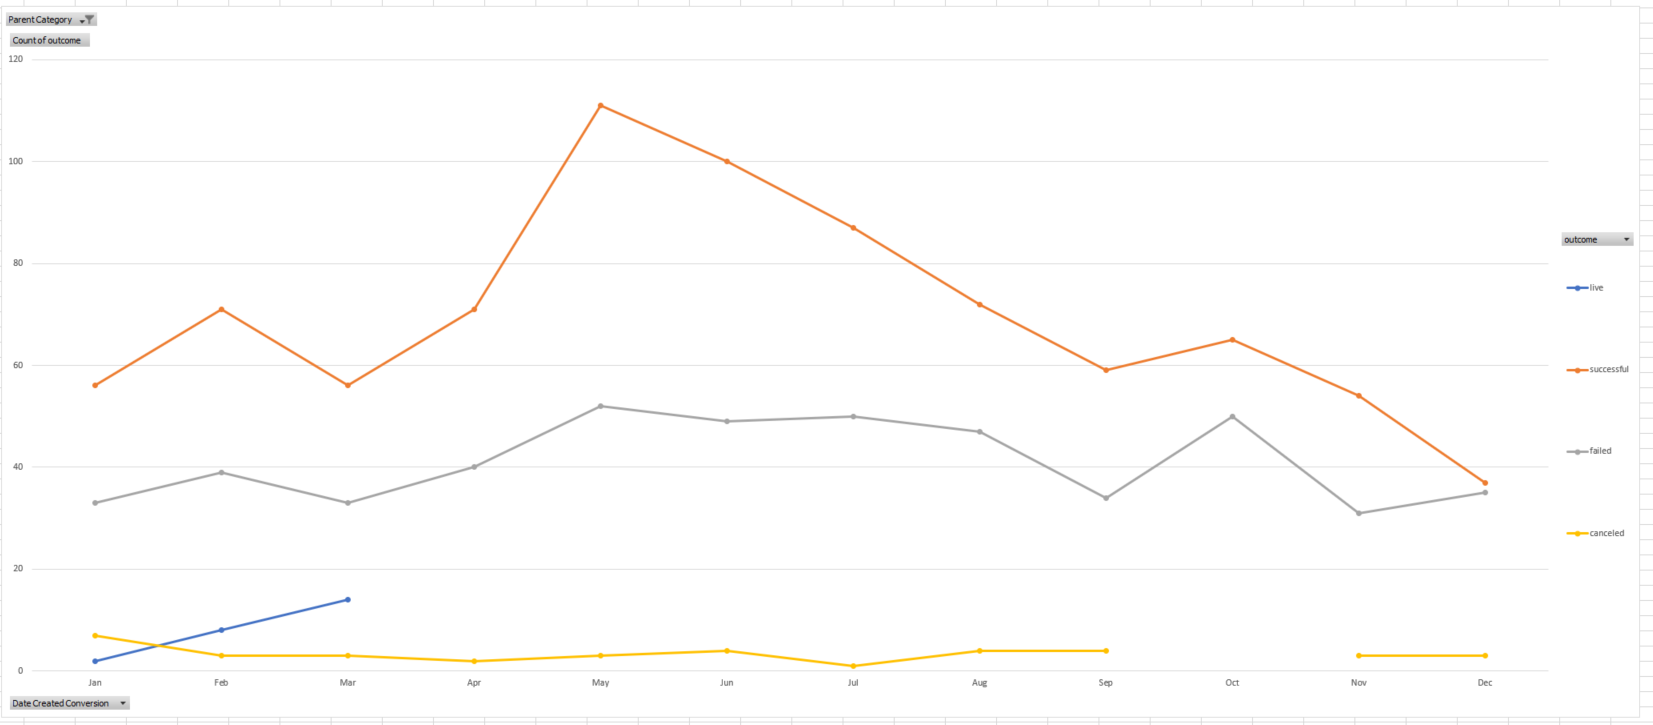 Parent Category
Count of outcome
120
100
80
60
40
20
0
Jan Feb Mar Apr May Jun Jul Aug Sep Oct Nov Dec
Date Created Conversion
outcome
live
successful
failed
canceled